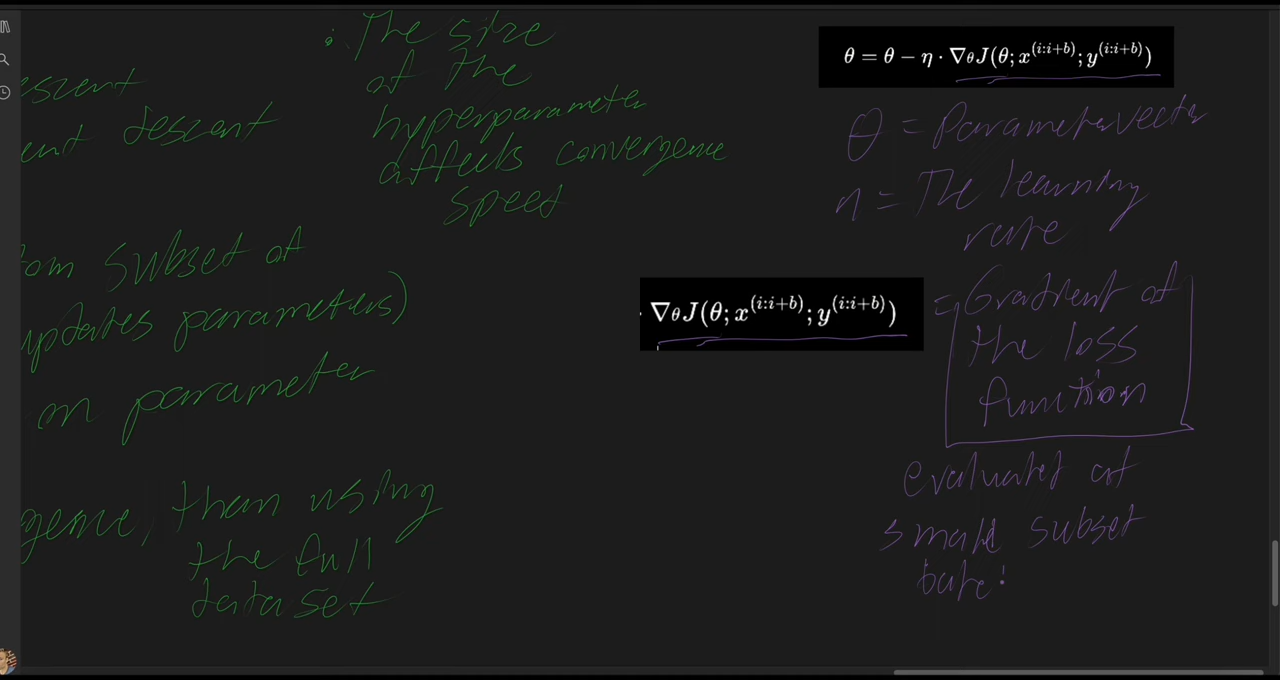 The size
of the
hyperparameter
affects convergence
speed
escent
ent descent
om subset of
updates parameters)
on parameter
gence, then using
the full
dataset
θ = θ − η · ∇θJ(θ; x^(i:i+b); y^(i:i+b))
θ = Parameter vector
η = The learning
rate
∇θJ(θ; x^(i:i+b); y^(i:i+b))
= Gradient of
the loss
function
evaluated at
small subset